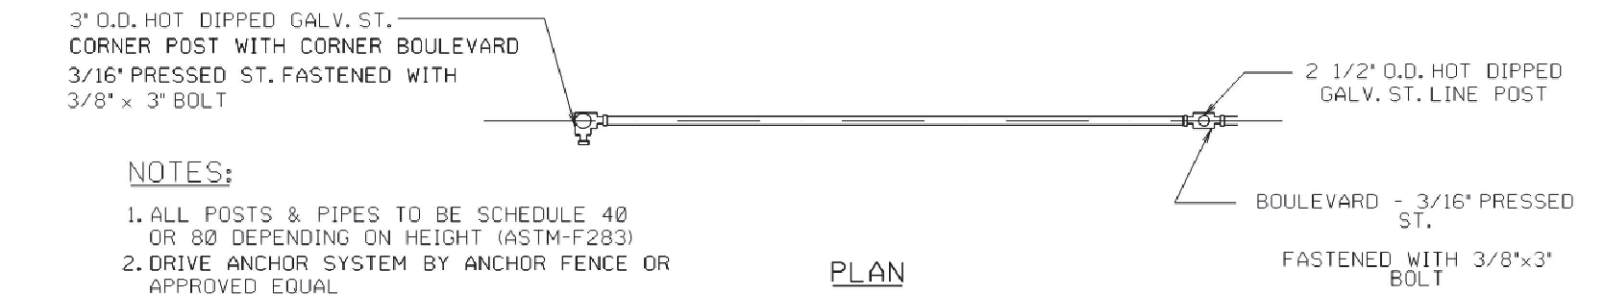 3" O.D. HOT DIPPED GALV. ST.
CORNER POST WITH CORNER BOULEVARD
3/16" PRESSED ST. FASTENED WITH
3/8" x 3" BOLT
2 1/2" O.D. HOT DIPPED
GALV. ST. LINE POST
NOTES:
1. ALL POSTS & PIPES TO BE SCHEDULE 40
OR 80 DEPENDING ON HEIGHT (ASTM-F283)
2. DRIVE ANCHOR SYSTEM BY ANCHOR FENCE OR
APPROVED EQUAL
PLAN
BOULEVARD - 3/16" PRESSED
ST.
FASTENED WITH 3/8"x3"
BOLT